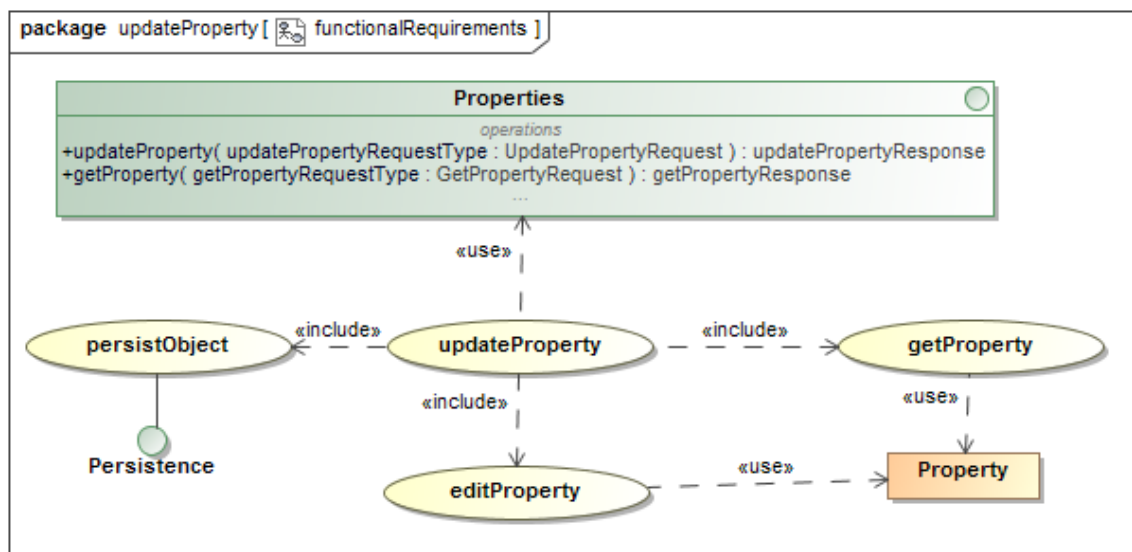 package updateProperty [ functionalRequirements ]
Properties
operations
+updateProperty( updatePropertyRequestType : UpdatePropertyRequest ) : updatePropertyResponse
+getProperty( getPropertyRequestType : GetPropertyRequest ) : getPropertyResponse
...
«use»
persistObject
«include»
updateProperty
«include»
getProperty
«include»
«use»
Persistence
editProperty
«use»
Property